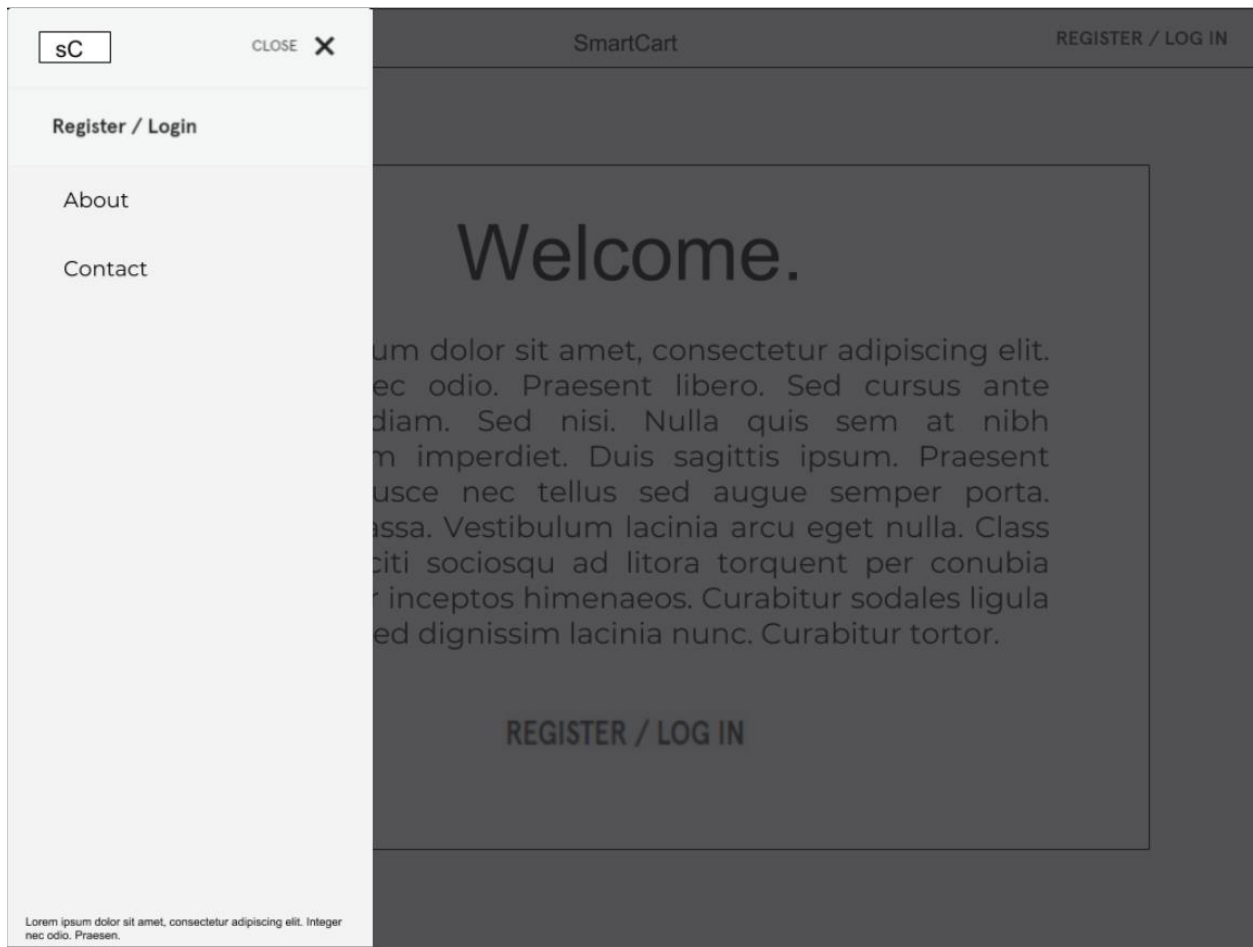 sC
CLOSE X
Register / Login
About
Contact
Lorem ipsum dolor sit amet, consectetur adipiscing elit. Integer
nec odio. Praesen.
SmartCart
REGISTER / LOG IN
Welcome.
um dolor sit amet, consectetur adipiscing elit.
ec odio. Praesent libero. Sed cursus ante
diam. Sed nisi. Nulla quis sem at nibh
m imperdiet. Duis sagittis ipsum. Praesent
usce nec tellus sed augue semper porta.
assa. Vestibulum lacinia arcu eget nulla. Class
citi sociosqu ad litora torquent per conubia
r inceptos himenaeos. Curabitur sodales ligula
ed dignissim lacinia nunc. Curabitur tortor.
REGISTER / LOG IN